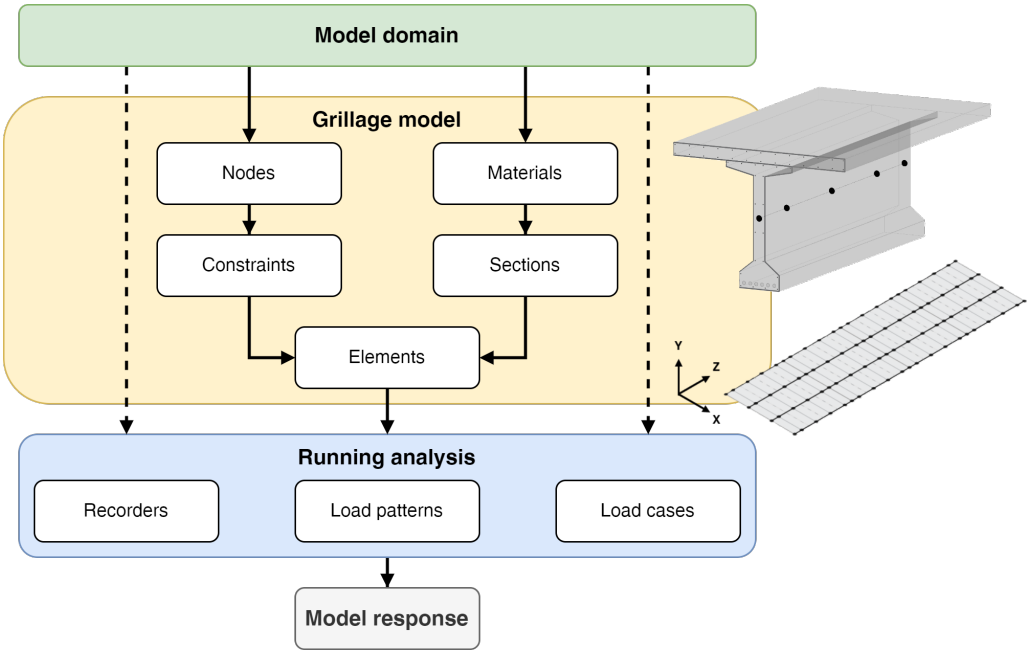 Model domain
Grillage model
Nodes
Materials
Constraints
Sections
Elements
Y
Z
X
Running analysis
Recorders
Load patterns
Load cases
Model response